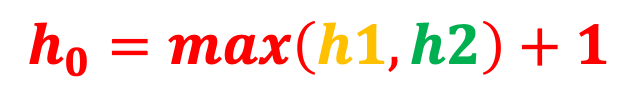 h₀ = max(h1, h2) + 1